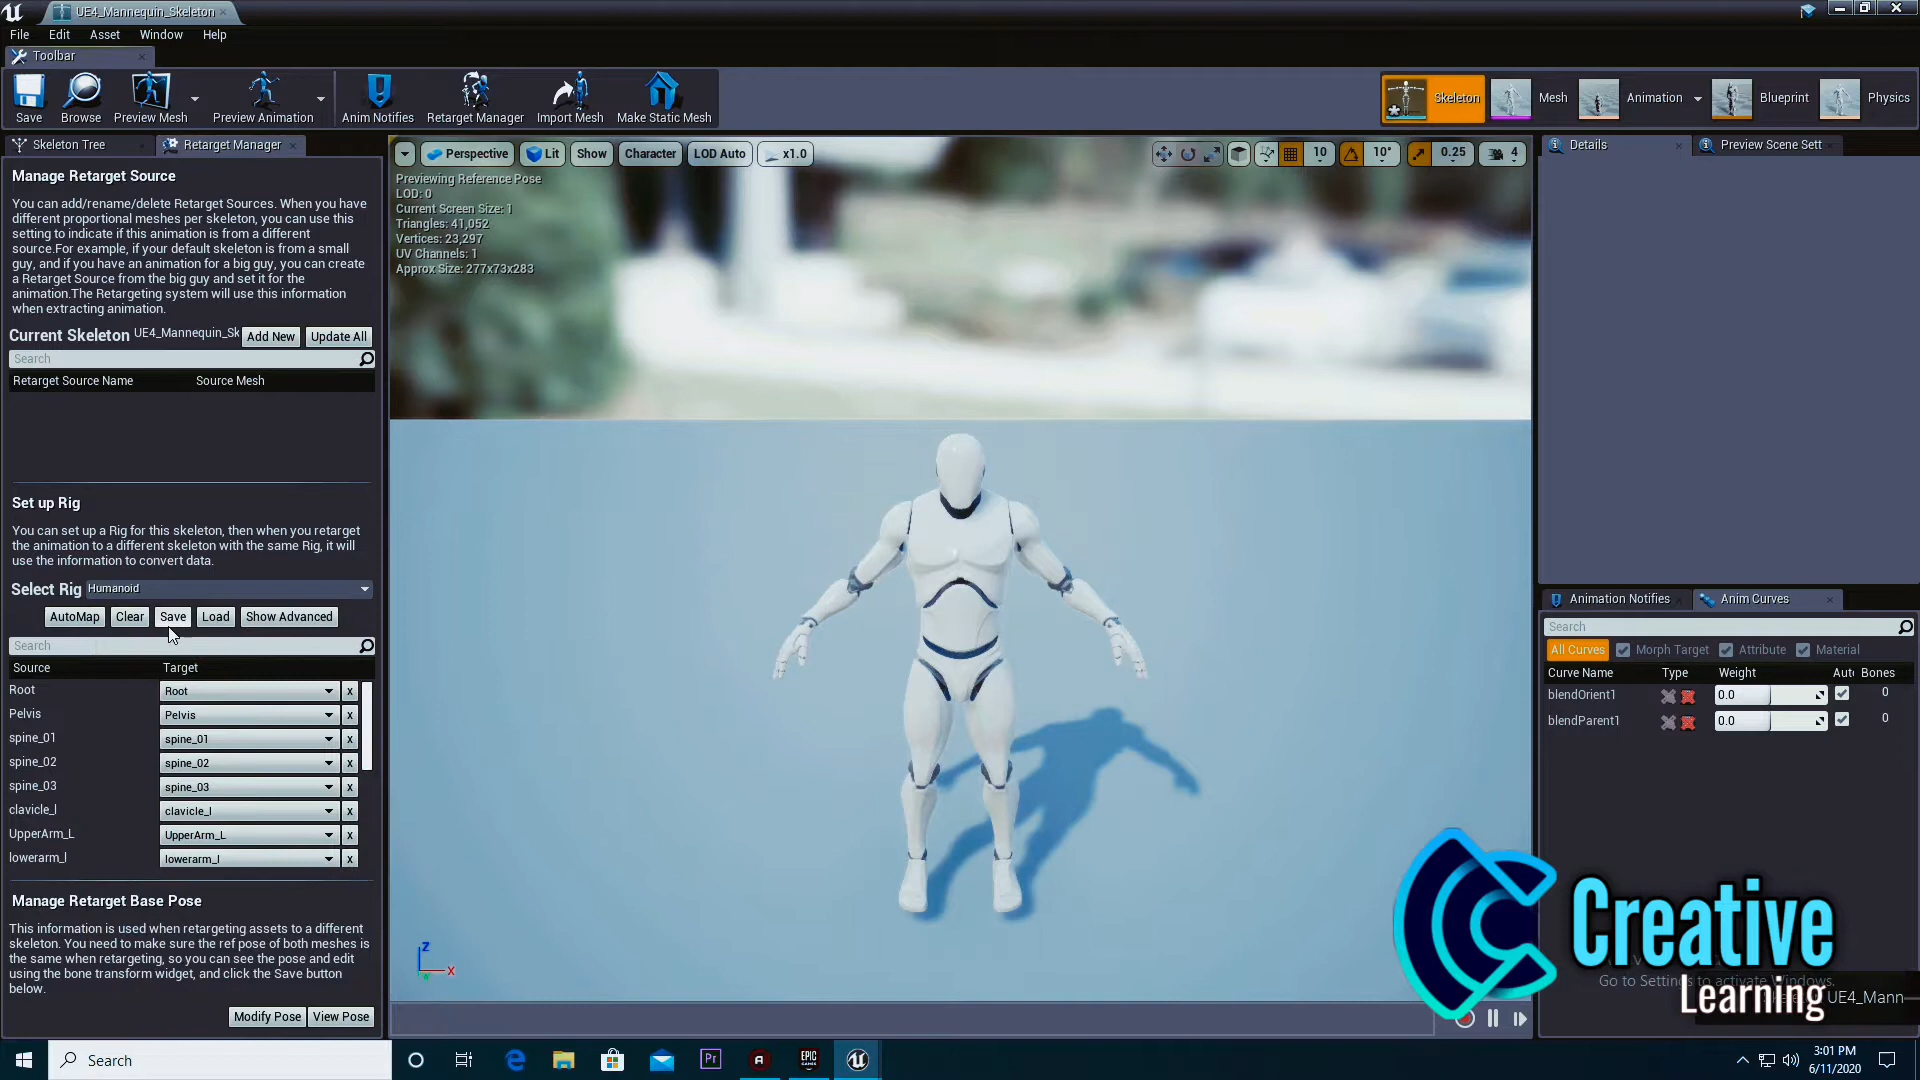 UE4_Mannequin_Skeleton
File Edit Asset Window Help
Toolbar
Save Browse Preview Mesh Preview Animation Anim Notifies Retarget Manager Import Mesh Make Static Mesh
Skeleton Mesh Animation Blueprint Physics
Skeleton Tree Retarget Manager
Manage Retarget Source
You can add/rename/delete Retarget Sources. When you have
different proportional meshes per skeleton, you can use this
setting to indicate if this animation is from a different
source.For example, if your default skeleton is from a small
guy, and if you have an animation for a big guy, you can create
a Retarget Source from the big guy and set it for the
animation.The Retargeting system will use this information
when extracting animation.
Current Skeleton UE4_Mannequin_Sk Add New Update All
Search
Retarget Source Name Source Mesh
Set up Rig
You can set up a Rig for this skeleton, then when you retarget
the animation to a different skeleton with the same Rig, it will
use the information to convert data.
Select Rig Humanoid
AutoMap Clear Save Load Show Advanced
Search
Source Target
Root Root x
Pelvis Pelvis x
spine_01 spine_01 x
spine_02 spine_02 x
spine_03 spine_03 x
clavicle_l clavicle_l x
UpperArm_L UpperArm_L x
lowerarm_l lowerarm_l x
Manage Retarget Base Pose
This information is used when retargeting assets to a different
skeleton. You need to make sure the ref pose of both meshes is
the same when retargeting, so you can see the pose and edit
using the bone transform widget, and click the Save button
below.
Modify Pose View Pose
Perspective Lit Show Character LOD Auto x1.0
10 10° 0.25 4
Previewing Reference Pose
LOD: 0
Current Screen Size: 1
Triangles: 41,052
Vertices: 23,297
UV Channels: 1
Approx Size: 277x73x283
Z
X
Details Preview Scene Sett
Animation Notifies Anim Curves
Search
All Curves Morph Target Attribute Material
Curve Name Type Weight Aut Bones
blendOrient1 0.0 0
blendParent1 0.0 0
Creative
Learning
Go to Settings to activate Windows.
UE4_Mann
Search
Pr
EPIC
GAMES
3:01 PM
6/11/2020